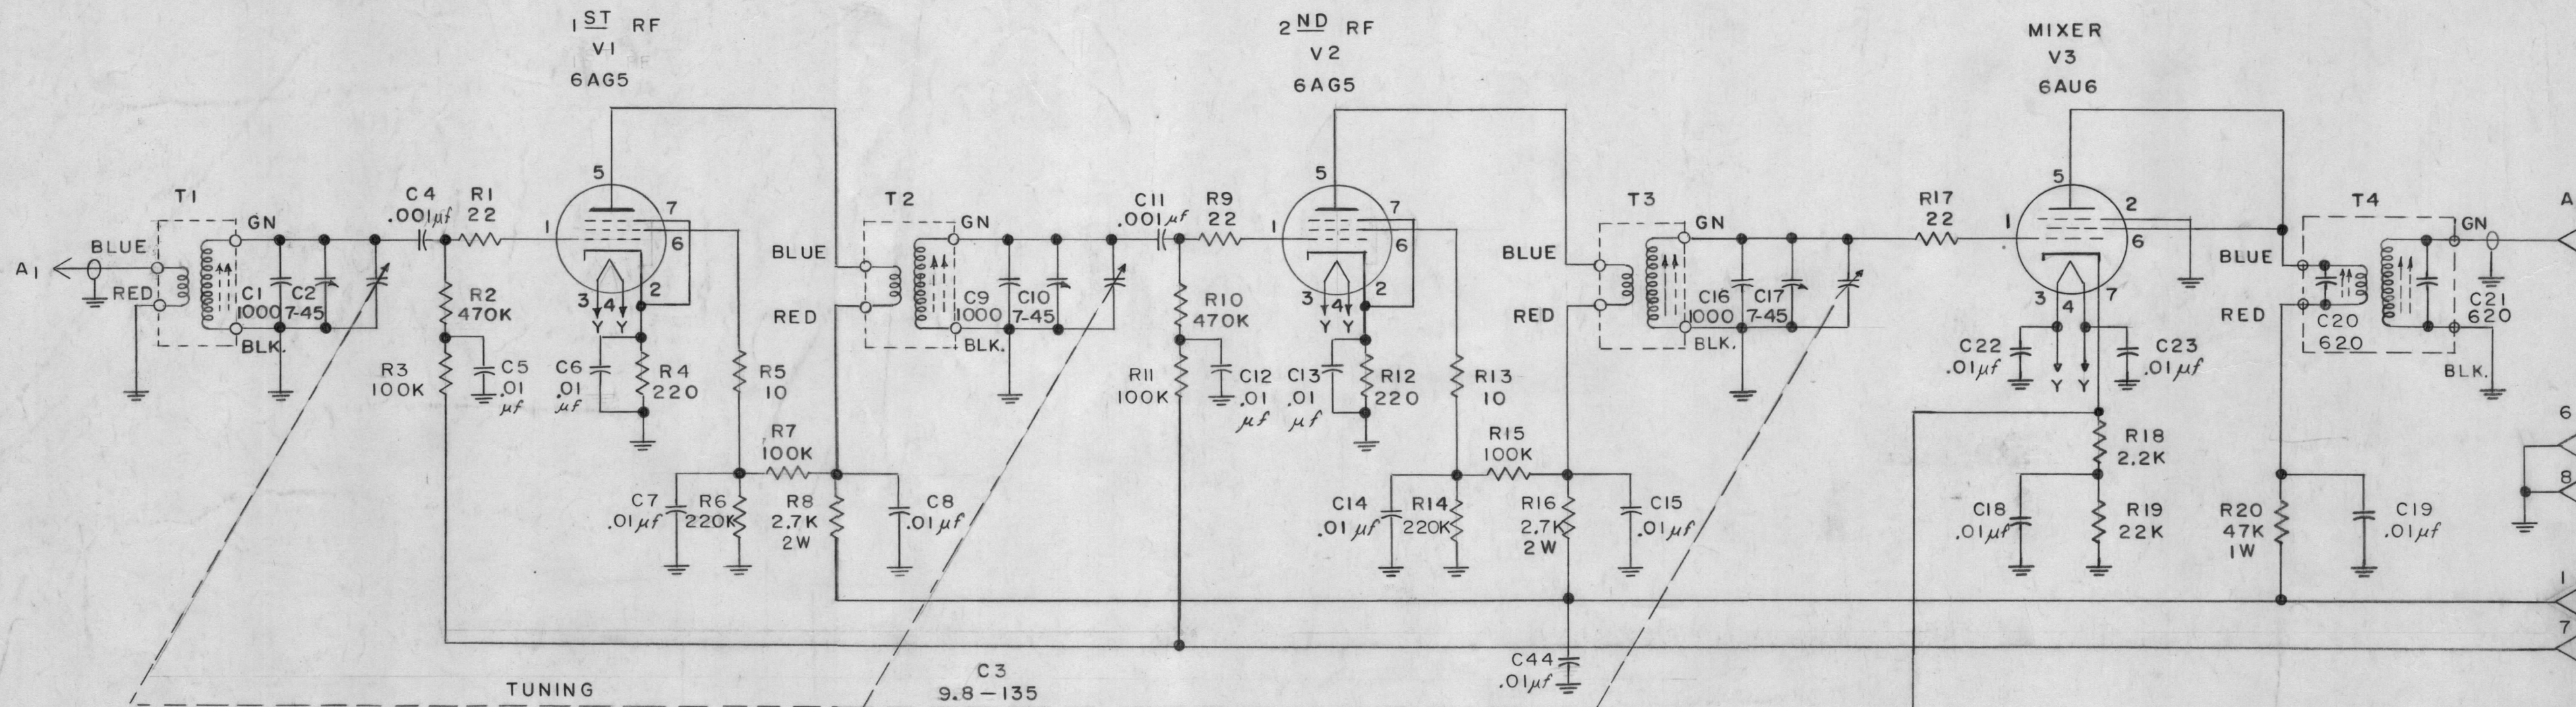 1ST RF
V1
6AG5
2ND RF
V2
6AG5
MIXER
V3
6AU6
A1
BLUE
RED
T1
GN
BLK.
C1
1000
C2
7-45
C4
.001μf
R1
22
R2
470K
R3
100K
C5
.01
μf
1
5
7
6
3
4
2
Y
Y
C6
.01
μf
R4
220
R5
10
R7
100K
C7
.01μf
R6
220K
R8
2.7K
2W
C8
.01μf
BLUE
RED
T2
GN
BLK.
C9
1000
C10
7-45
C11
.001μf
R9
22
R10
470K
R11
100K
C12
.01
μf
1
5
7
6
3
4
2
Y
Y
C13
.01
μf
R12
220
R13
10
R15
100K
C14
.01μf
R14
220K
R16
2.7K
2W
C15
.01μf
C44
.01μf
BLUE
RED
T3
GN
BLK.
C16
1000
C17
7-45
R17
22
1
5
2
6
3
4
7
Y
Y
C22
.01μf
C23
.01μf
R18
2.2K
C18
.01μf
R19
22K
R20
47K
1W
C19
.01μf
BLUE
RED
T4
GN
BLK.
C20
620
C21
620
A
6
8
1
7
TUNING
C3
9.8-135